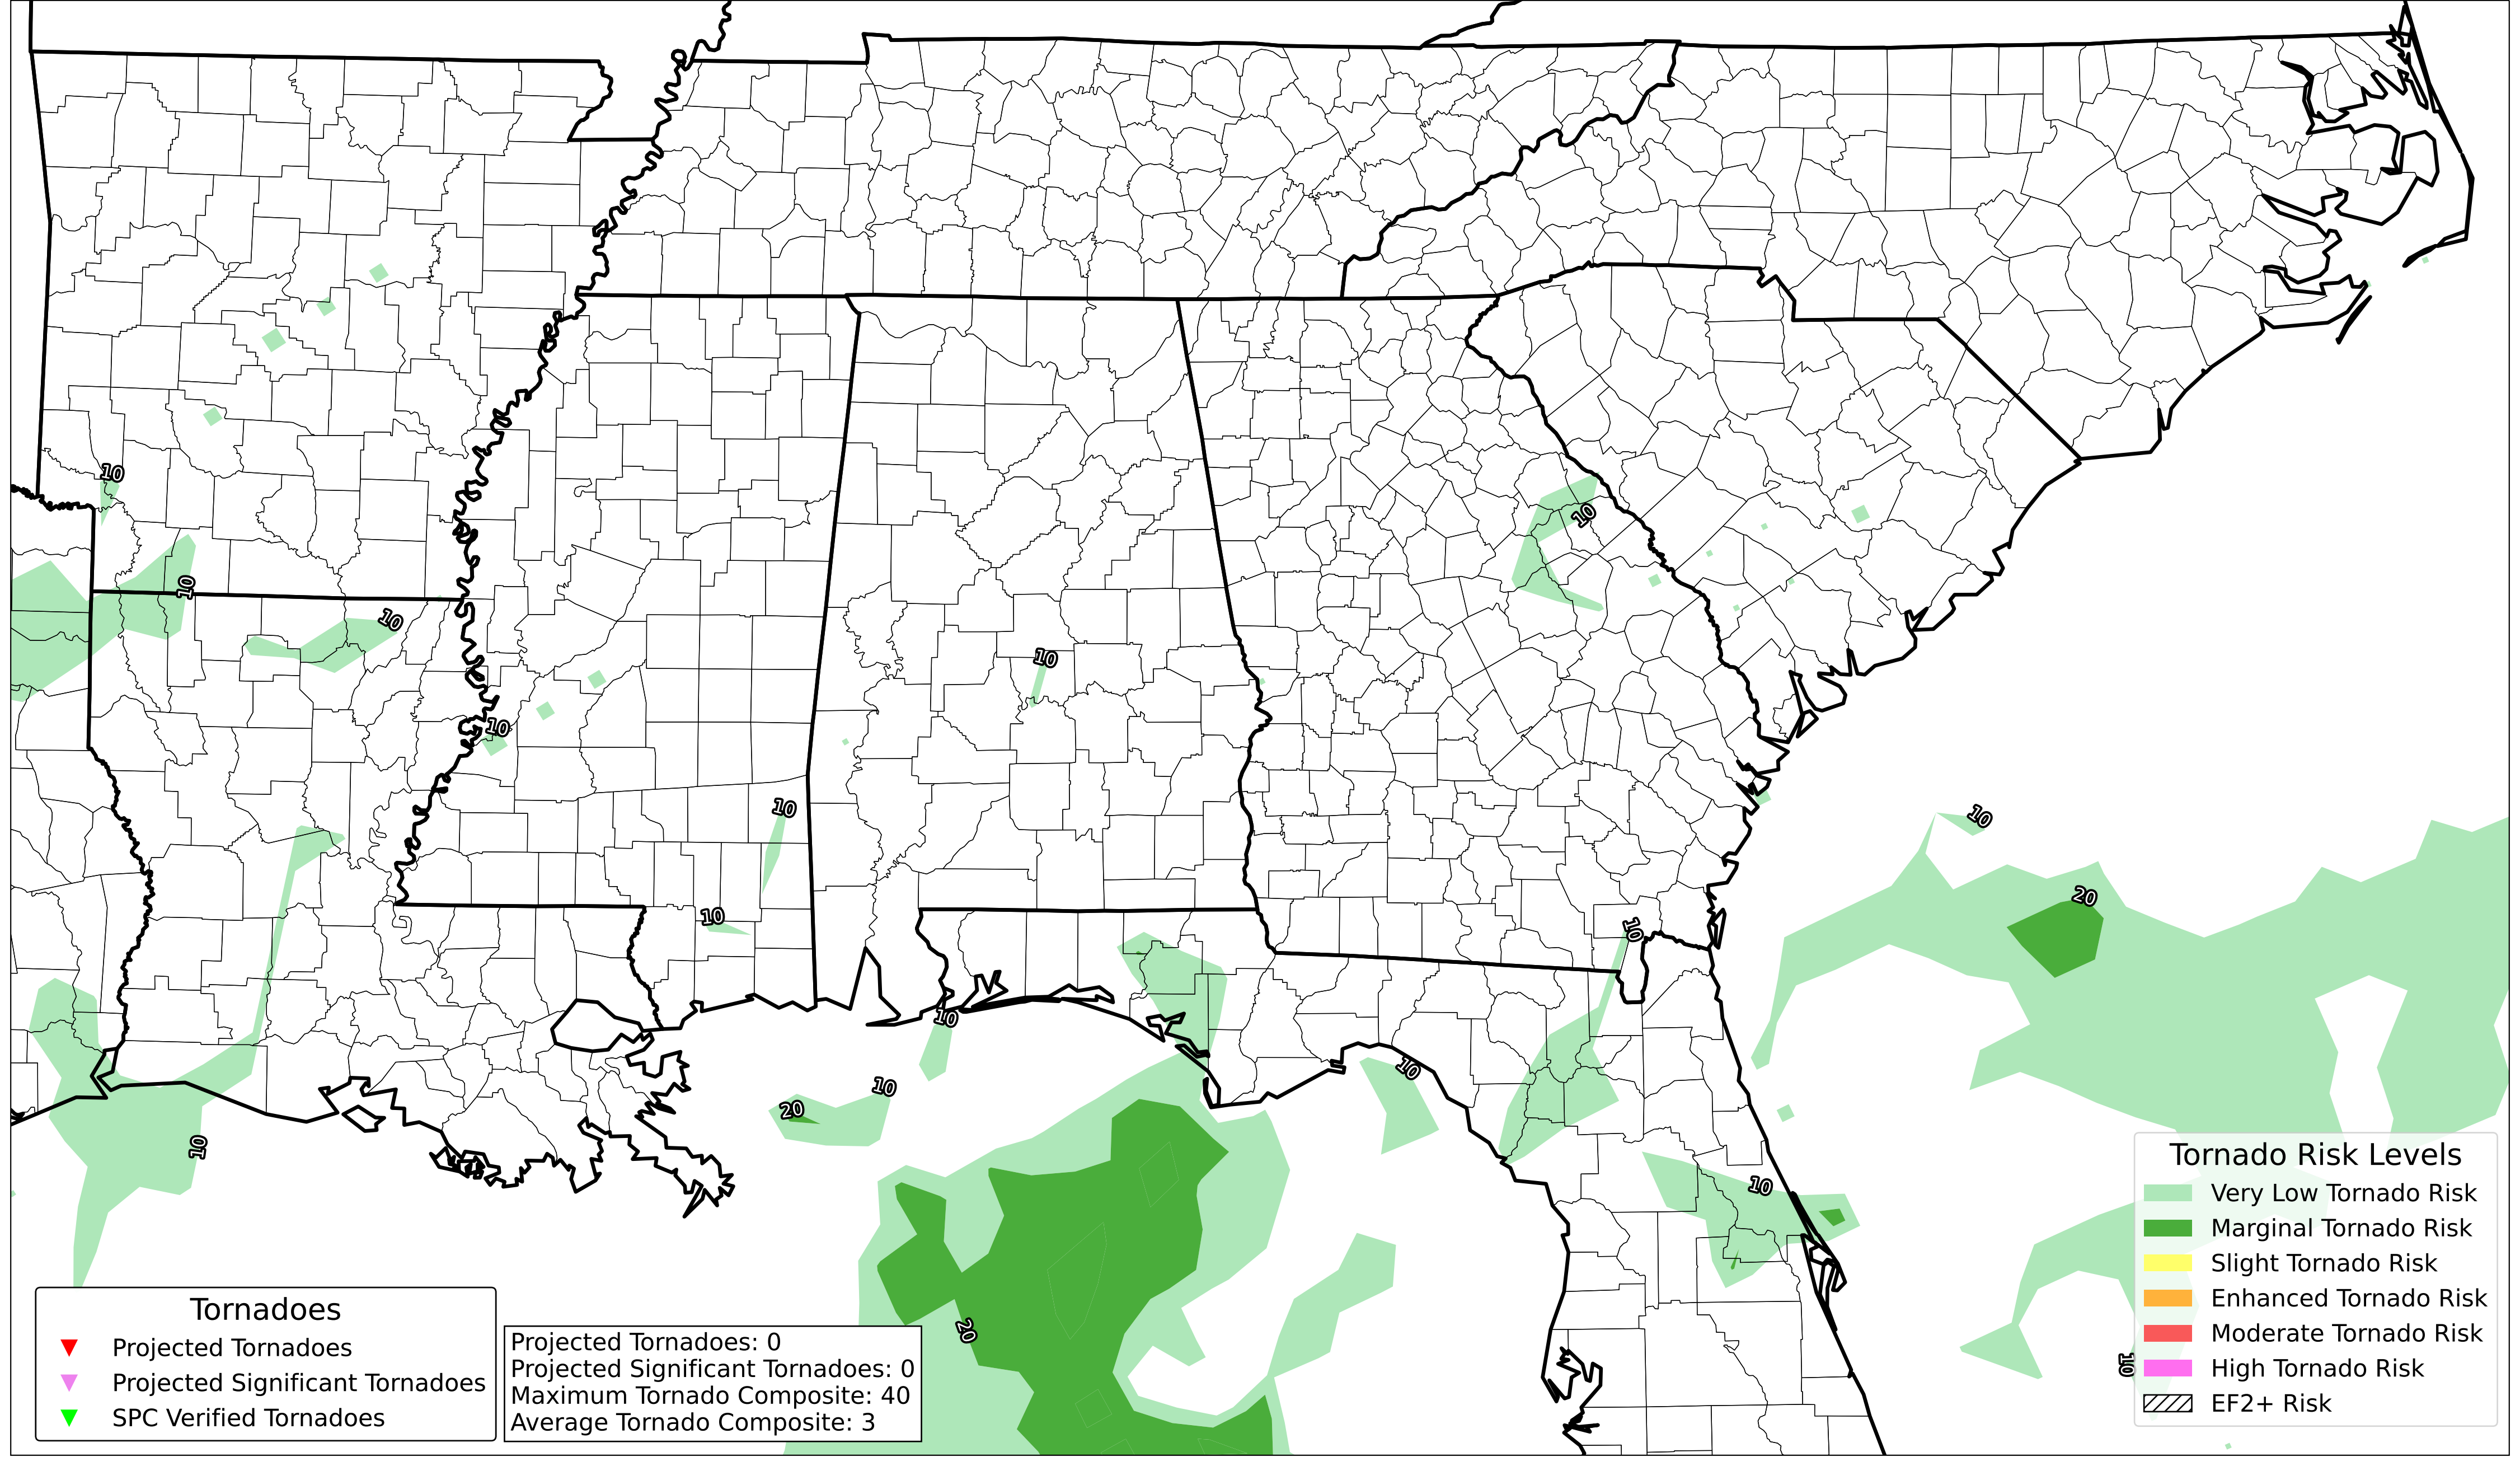 10
10
10
10
10
10
10
10
10
20
10
10
10
10
20
10
10
20
10
10
Tornado Risk Levels
Very Low Tornado Risk
Marginal Tornado Risk
Slight Tornado Risk
Enhanced Tornado Risk
Moderate Tornado Risk
High Tornado Risk
EF2+ Risk
Tornadoes
Projected Tornadoes
Projected Significant Tornadoes
SPC Verified Tornadoes
Projected Tornadoes: 0
Projected Significant Tornadoes: 0
Maximum Tornado Composite: 40
Average Tornado Composite: 3